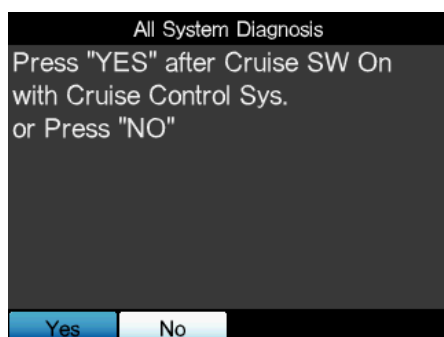 All System Diagnosis
Press "YES" after Cruise SW On
with Cruise Control Sys.
or Press "NO"
Yes No